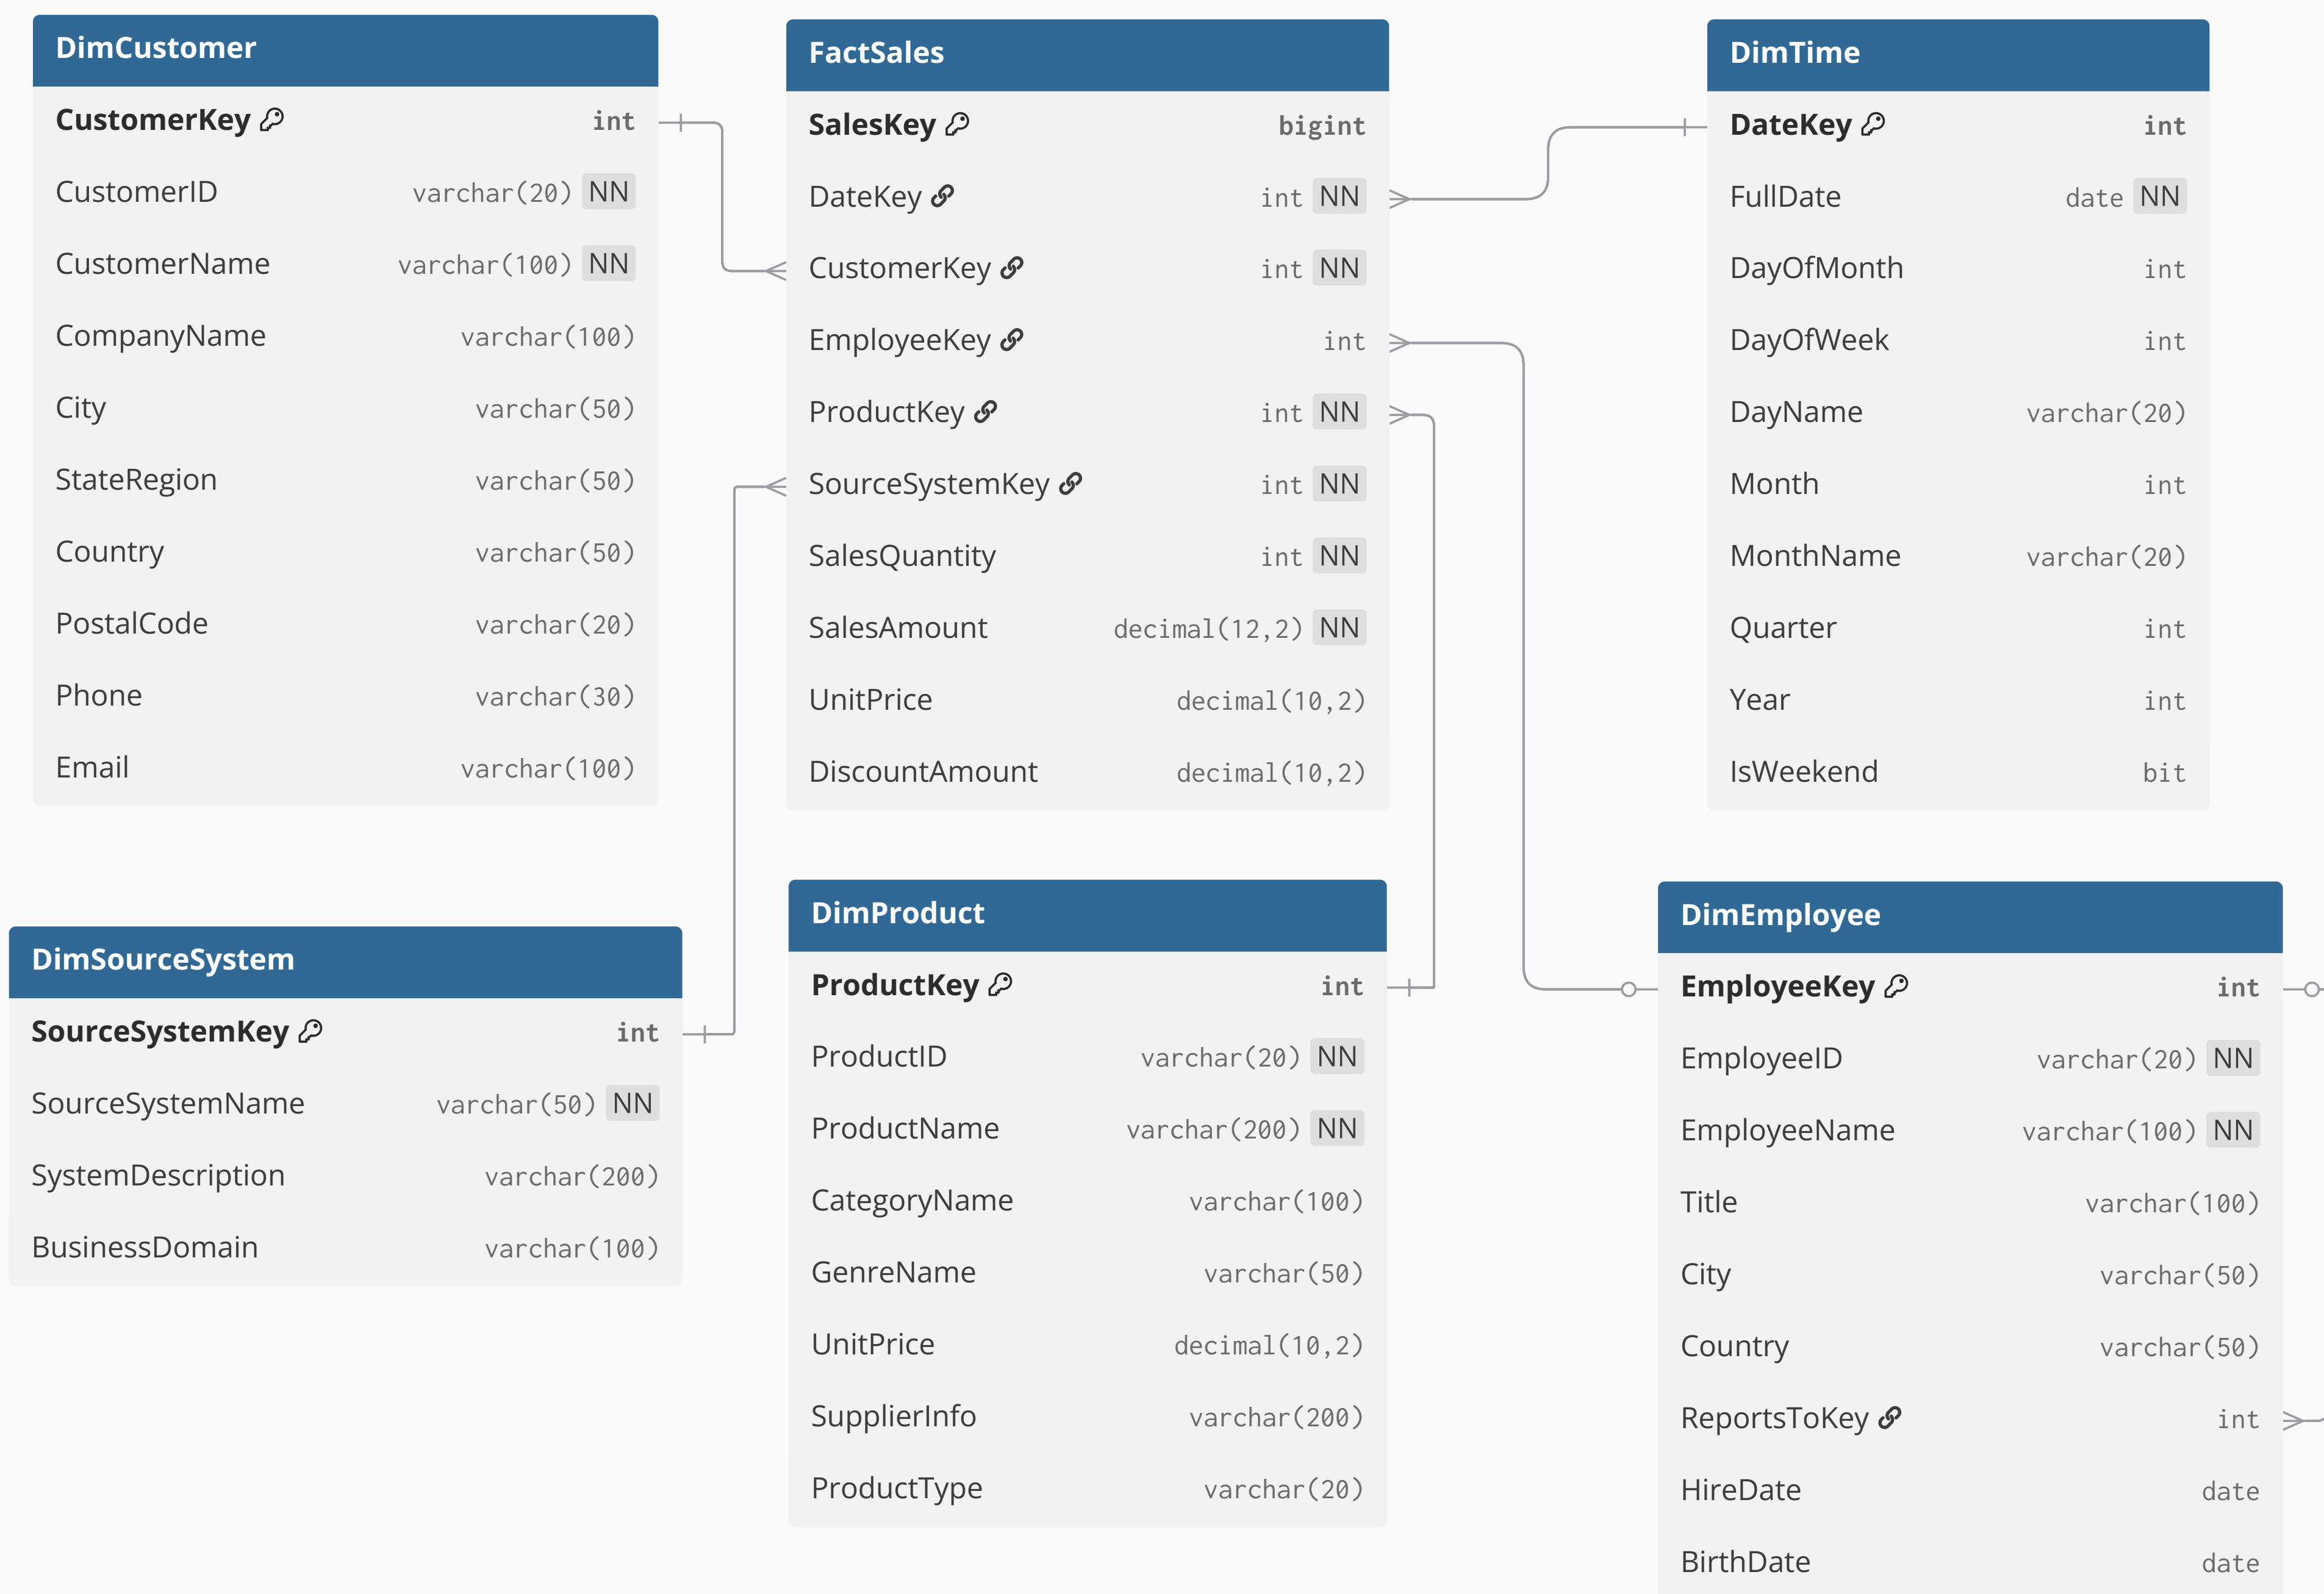 DimCustomer
CustomerKey int
CustomerID varchar(20) NN
CustomerName varchar(100) NN
CompanyName varchar(100)
City varchar(50)
StateRegion varchar(50)
Country varchar(50)
PostalCode varchar(20)
Phone varchar(30)
Email varchar(100)
FactSales
SalesKey bigint
DateKey int NN
CustomerKey int NN
EmployeeKey int
ProductKey int NN
SourceSystemKey int NN
SalesQuantity int NN
SalesAmount decimal(12,2) NN
UnitPrice decimal(10,2)
DiscountAmount decimal(10,2)
DimTime
DateKey int
FullDate date NN
DayOfMonth int
DayOfWeek int
DayName varchar(20)
Month int
MonthName varchar(20)
Quarter int
Year int
IsWeekend bit
DimSourceSystem
SourceSystemKey int
SourceSystemName varchar(50) NN
SystemDescription varchar(200)
BusinessDomain varchar(100)
DimProduct
ProductKey int
ProductID varchar(20) NN
ProductName varchar(200) NN
CategoryName varchar(100)
GenreName varchar(50)
UnitPrice decimal(10,2)
SupplierInfo varchar(200)
ProductType varchar(20)
DimEmployee
EmployeeKey int
EmployeeID varchar(20) NN
EmployeeName varchar(100) NN
Title varchar(100)
City varchar(50)
Country varchar(50)
ReportsToKey int
HireDate date
BirthDate date